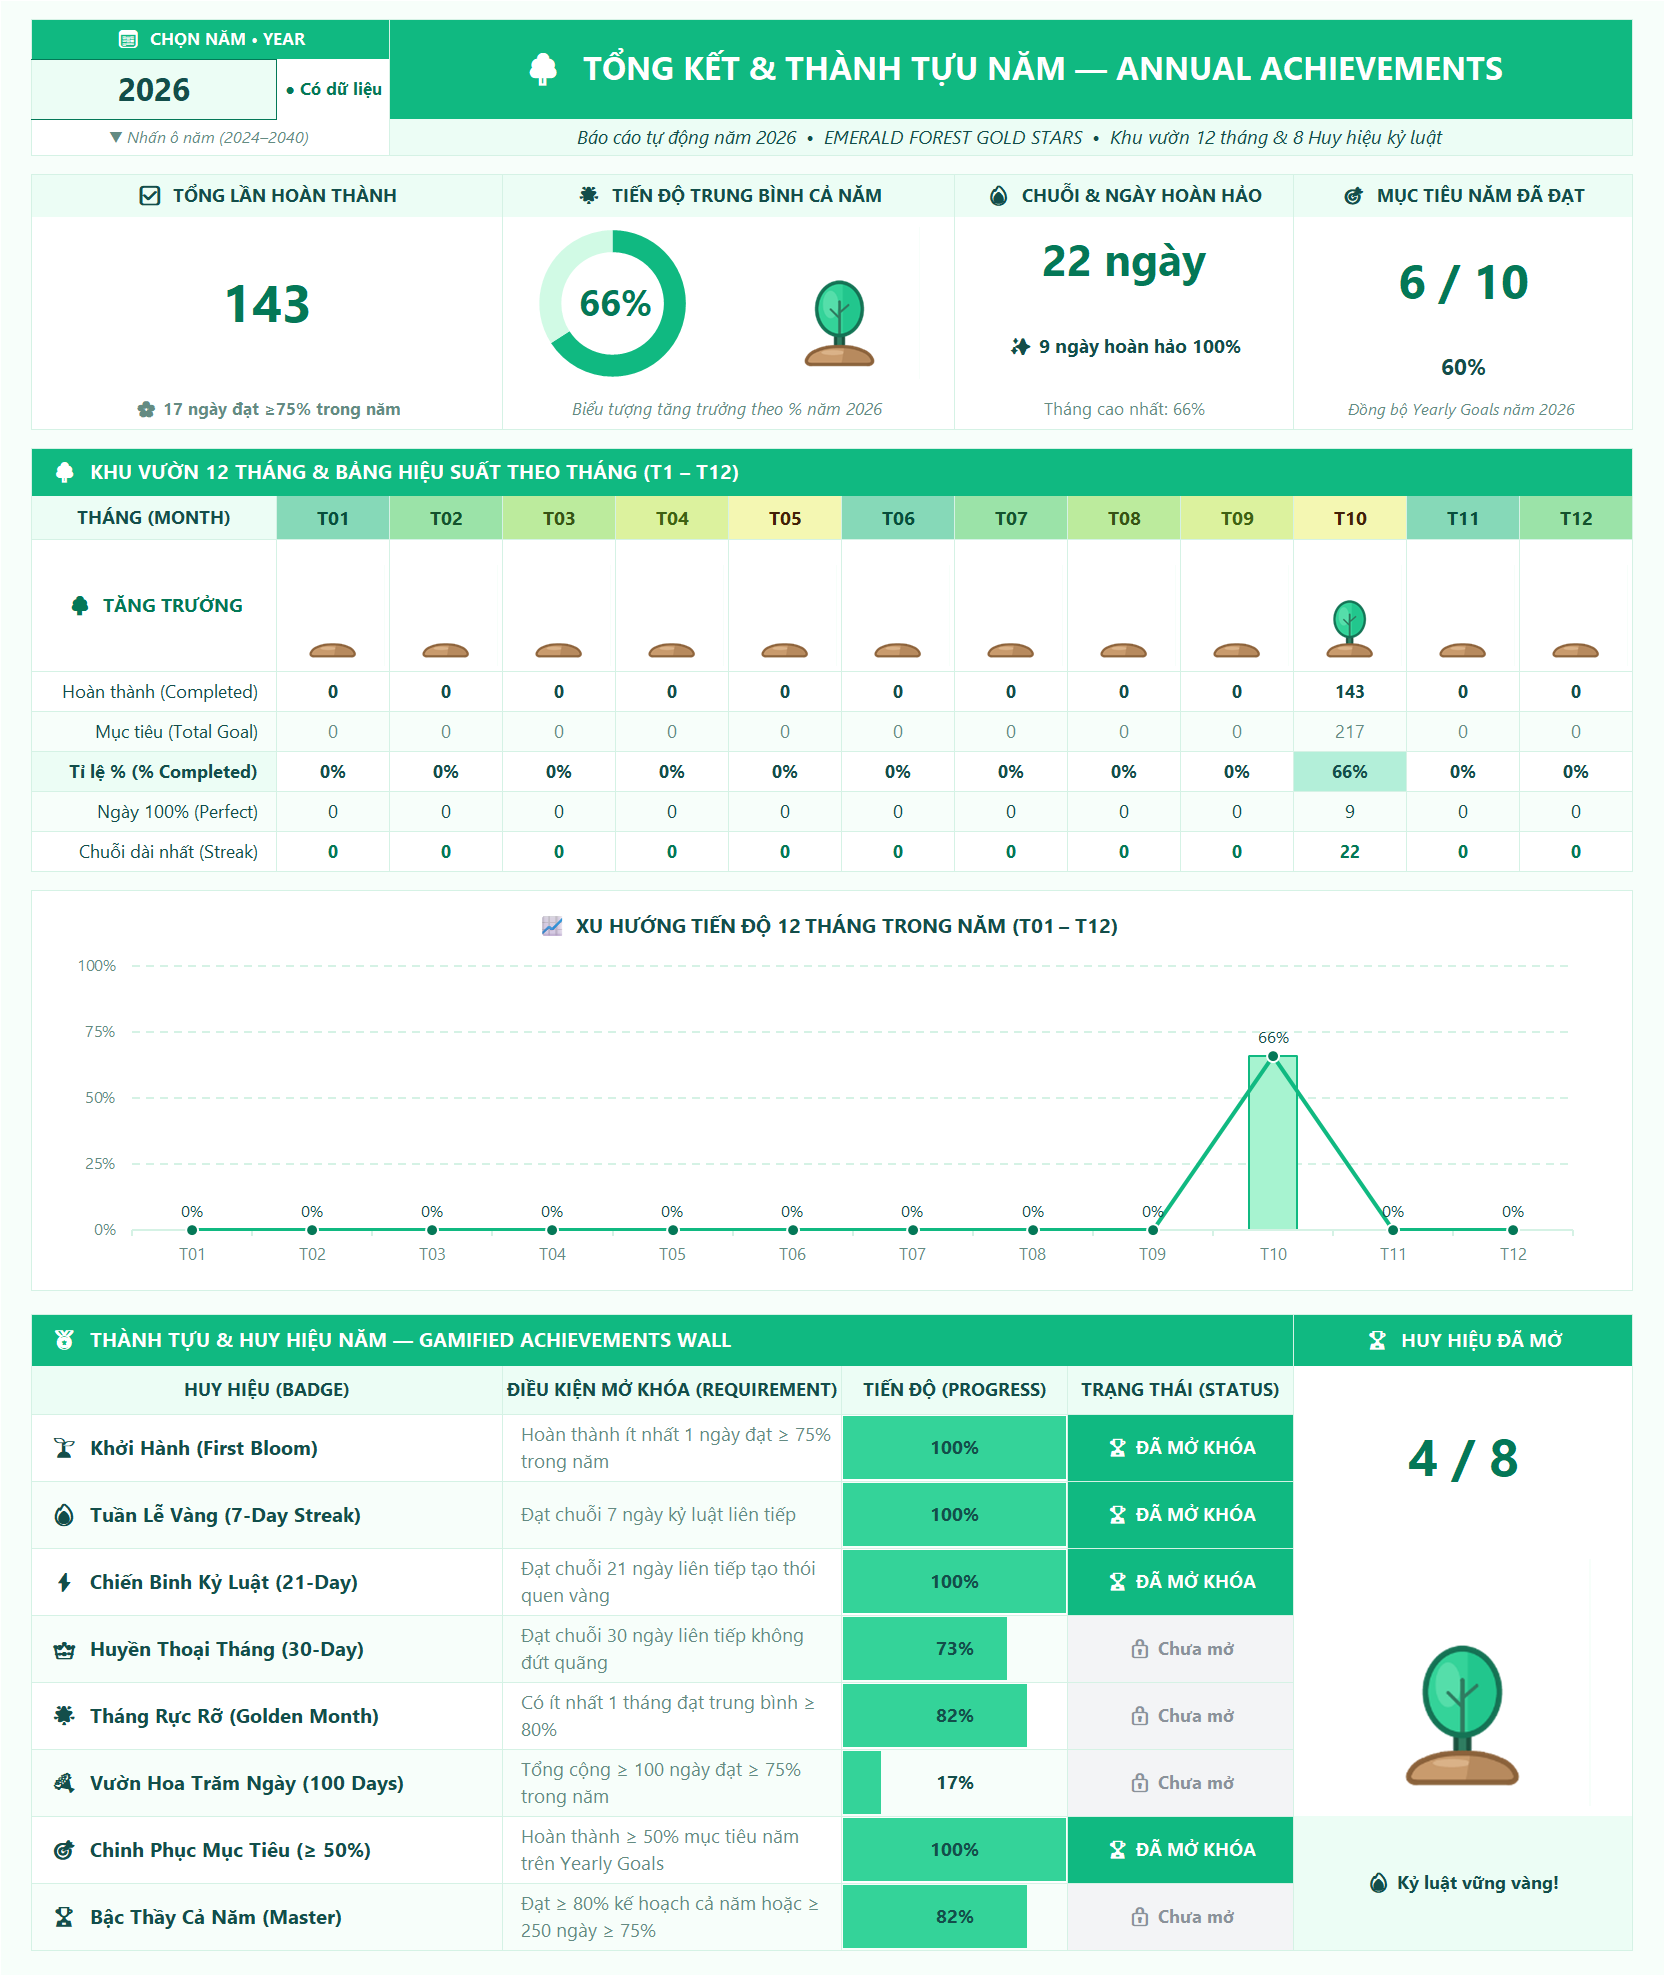 CHỌN NĂM • YEAR
2026
• Có dữ liệu
▼ Nhấn ô năm (2024–2040)
TỔNG KẾT & THÀNH TỰU NĂM — ANNUAL ACHIEVEMENTS
Báo cáo tự động năm 2026 • EMERALD FOREST GOLD STARS • Khu vườn 12 tháng & 8 Huy hiệu kỷ luật
TỔNG LẦN HOÀN THÀNH
143
17 ngày đạt ≥75% trong năm
TIẾN ĐỘ TRUNG BÌNH CẢ NĂM
66%
Biểu tượng tăng trưởng theo % năm 2026
CHUỖI & NGÀY HOÀN HẢO
22 ngày
9 ngày hoàn hảo 100%
Tháng cao nhất: 66%
MỤC TIÊU NĂM ĐÃ ĐẠT
6 / 10
60%
Đồng bộ Yearly Goals năm 2026
KHU VƯỜN 12 THÁNG & BẢNG HIỆU SUẤT THEO THÁNG (T1 – T12)
THÁNG (MONTH) T01 T02 T03 T04 T05 T06 T07 T08 T09 T10 T11 T12
TĂNG TRƯỞNG
Hoàn thành (Completed) 0 0 0 0 0 0 0 0 0 143 0 0
Mục tiêu (Total Goal) 0 0 0 0 0 0 0 0 0 217 0 0
Tỉ lệ % (% Completed) 0% 0% 0% 0% 0% 0% 0% 0% 0% 66% 0% 0%
Ngày 100% (Perfect) 0 0 0 0 0 0 0 0 0 9 0 0
Chuỗi dài nhất (Streak) 0 0 0 0 0 0 0 0 0 22 0 0
XU HƯỚNG TIẾN ĐỘ 12 THÁNG TRONG NĂM (T01 – T12)
100%
75%
66%
50%
25%
0% 0% 0% 0% 0% 0% 0% 0% 0% 0% 0%
0%
T01 T02 T03 T04 T05 T06 T07 T08 T09 T10 T11 T12
THÀNH TỰU & HUY HIỆU NĂM — GAMIFIED ACHIEVEMENTS WALL
HUY HIỆU (BADGE) ĐIỀU KIỆN MỞ KHÓA (REQUIREMENT) TIẾN ĐỘ (PROGRESS) TRẠNG THÁI (STATUS)
Khởi Hành (First Bloom)
Hoàn thành ít nhất 1 ngày đạt ≥ 75%
trong năm
100%
ĐÃ MỞ KHÓA
Tuần Lễ Vàng (7-Day Streak)
Đạt chuỗi 7 ngày kỷ luật liên tiếp
100%
ĐÃ MỞ KHÓA
Chiến Binh Kỷ Luật (21-Day)
Đạt chuỗi 21 ngày liên tiếp tạo thói
quen vàng
100%
ĐÃ MỞ KHÓA
Huyền Thoại Tháng (30-Day)
Đạt chuỗi 30 ngày liên tiếp không
đứt quãng
73%
Chưa mở
Tháng Rực Rỡ (Golden Month)
Có ít nhất 1 tháng đạt trung bình ≥
80%
82%
Chưa mở
Vườn Hoa Trăm Ngày (100 Days)
Tổng cộng ≥ 100 ngày đạt ≥ 75%
trong năm
17%
Chưa mở
Chinh Phục Mục Tiêu (≥ 50%)
Hoàn thành ≥ 50% mục tiêu năm
trên Yearly Goals
100%
ĐÃ MỞ KHÓA
Bậc Thầy Cả Năm (Master)
Đạt ≥ 80% kế hoạch cả năm hoặc ≥
250 ngày ≥ 75%
82%
Chưa mở
HUY HIỆU ĐÃ MỞ
4 / 8
Kỷ luật vững vàng!